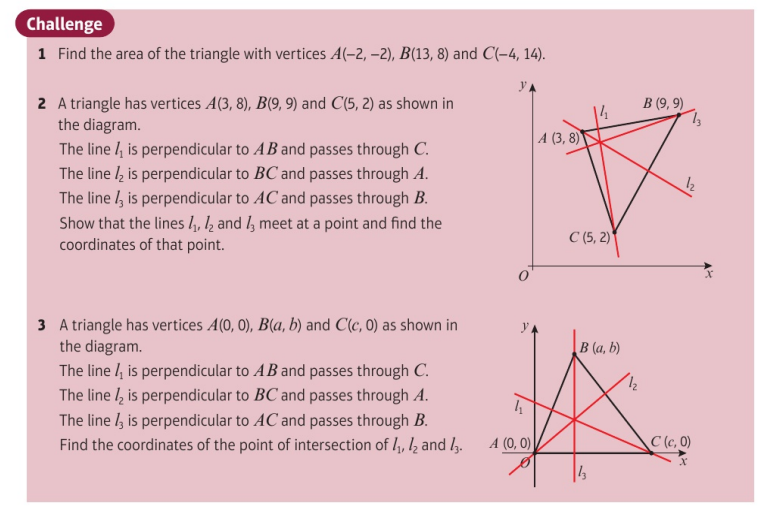 Challenge
1 Find the area of the triangle with vertices A(−2, −2), B(13, 8) and C(−4, 14).
2 A triangle has vertices A(3, 8), B(9, 9) and C(5, 2) as shown in
the diagram.
The line l₁ is perpendicular to AB and passes through C.
The line l₂ is perpendicular to BC and passes through A.
The line l₃ is perpendicular to AC and passes through B.
Show that the lines l₁, l₂ and l₃ meet at a point and find the
coordinates of that point.
y
l₁
B (9, 9)
l₃
A (3, 8)
l₂
C (5, 2)
O
x
3 A triangle has vertices A(0, 0), B(a, b) and C(c, 0) as shown in
the diagram.
The line l₁ is perpendicular to AB and passes through C.
The line l₂ is perpendicular to BC and passes through A.
The line l₃ is perpendicular to AC and passes through B.
Find the coordinates of the point of intersection of l₁, l₂ and l₃.
y
B (a, b)
l₂
l₁
A (0, 0)
C (c, 0)
O
x
l₃